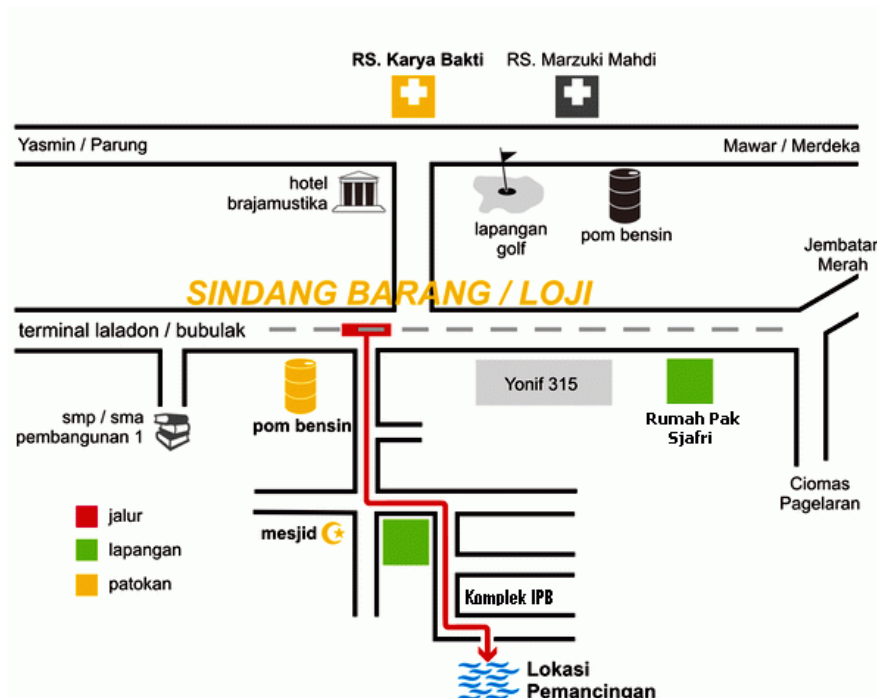 RS. Karya Bakti
RS. Marzuki Mahdi
Yasmin / Parung
Mawar / Merdeka
hotel
brajamustika
lapangan
golf
pom bensin
Jembatan
Merah
SINDANG BARANG / LOJI
terminal laladon / bubulak
Yonif 315
smp / sma
pembangunan 1
pom bensin
Rumah Pak
Sjafri
Ciomas
Pagelaran
jalur
lapangan
patokan
mesjid
Komplek IPB
Lokasi
Pemancingan